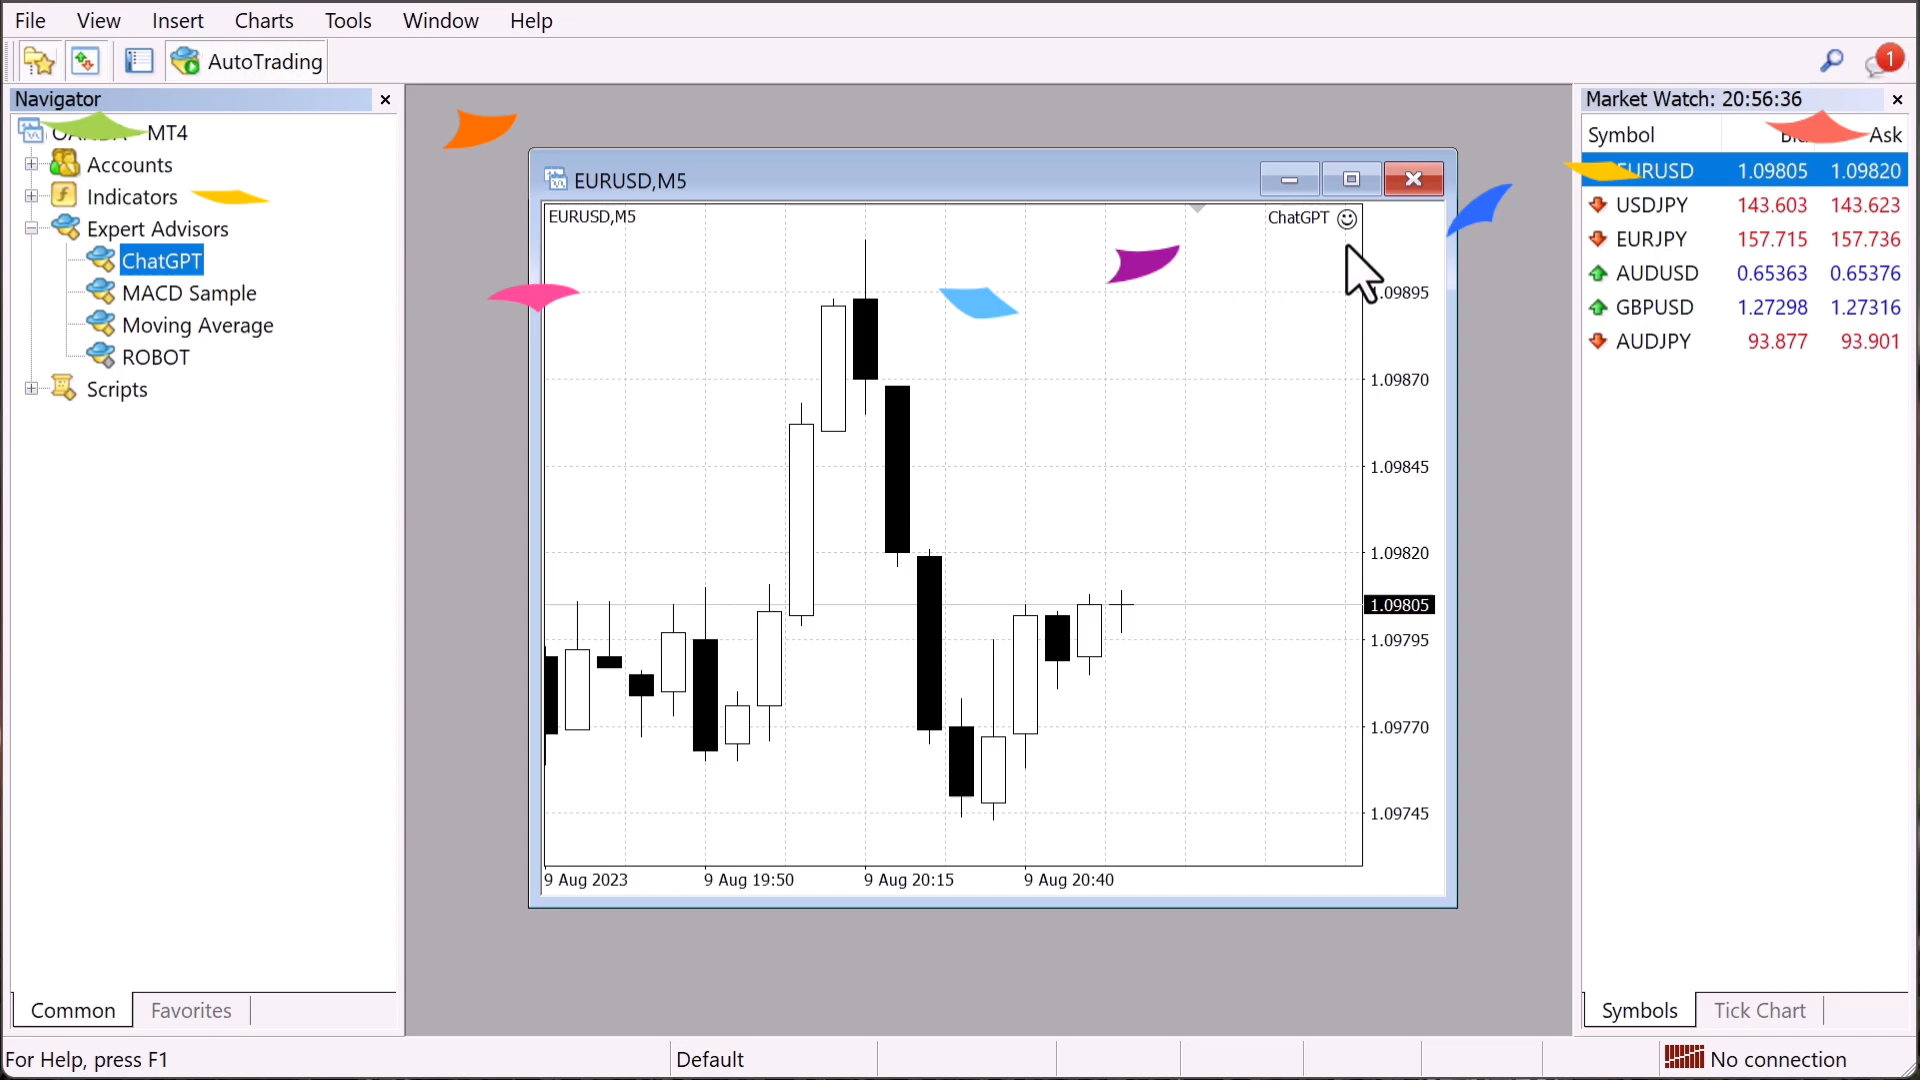 File View Insert Charts Tools Window Help
AutoTrading
1
Navigator
MT4
Accounts
Indicators
Expert Advisors
ChatGPT
MACD Sample
Moving Average
ROBOT
Scripts
Common Favorites
EURUSD,M5
EURUSD,M5
ChatGPT
1.09895
1.09870
1.09845
1.09820
1.09805
1.09795
1.09770
1.09745
9 Aug 2023 9 Aug 19:50 9 Aug 20:15 9 Aug 20:40
Market Watch: 20:56:36
Symbol Ask
EURUSD 1.09805 1.09820
USDJPY 143.603 143.623
EURJPY 157.715 157.736
AUDUSD 0.65363 0.65376
GBPUSD 1.27298 1.27316
AUDJPY 93.877 93.901
Symbols Tick Chart
For Help, press F1
Default
No connection